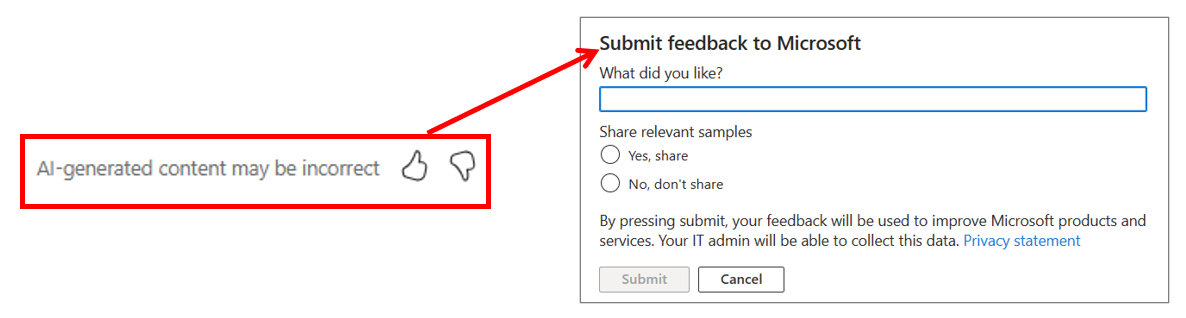 AI-generated content may be incorrect
Submit feedback to Microsoft
What did you like?
Share relevant samples
Yes, share
No, don't share
By pressing submit, your feedback will be used to improve Microsoft products and
services. Your IT admin will be able to collect this data. Privacy statement
Submit
Cancel